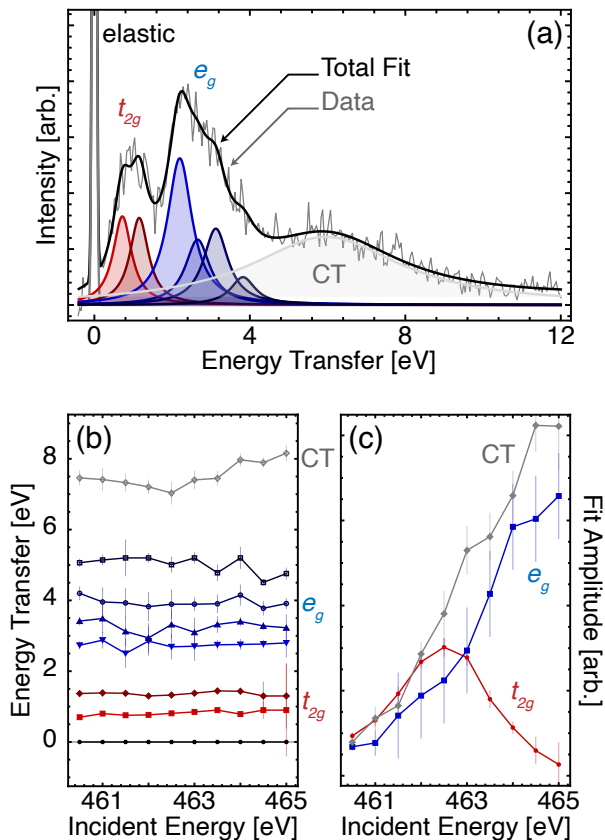 elastic
(a)
e_g
Total Fit
t_2g
Data
Intensity [arb.]
CT
0
4
8
12
Energy Transfer [eV]
(b)
(c)
CT
CT
Energy Transfer [eV]
8
6
4
2
0
e_g
e_g
t_2g
t_2g
Fit Amplitude [arb.]
461
463
465
461
463
465
Incident Energy [eV]
Incident Energy [eV]